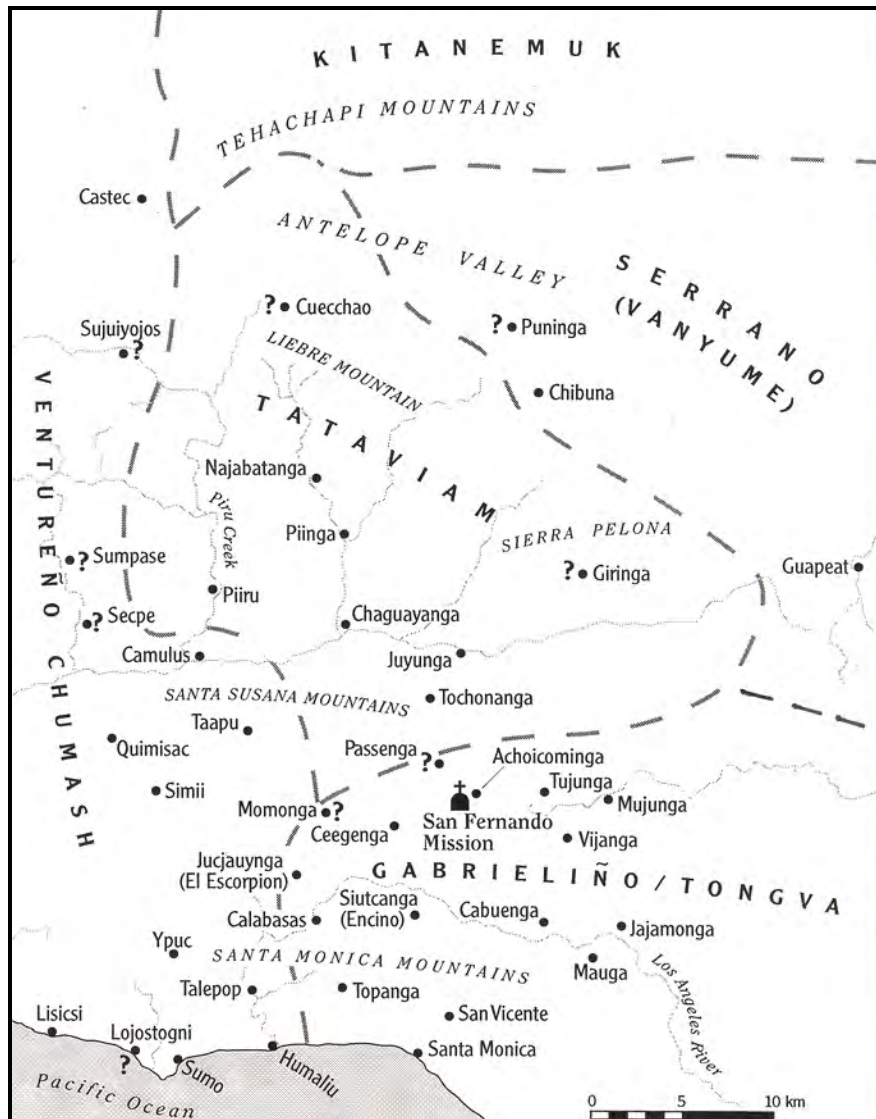 KITANEMUK
TEHACHAPI MOUNTAINS
Castec
ANTELOPE VALLEY
SERRANO
(VANYUME)
? Cuecchao
? Puninga
Sujuiyojos
?
LIEBRE MOUNTAIN
Chibuna
VENTUREÑO CHUMASH
TATAVIAM
Najabatanga
Piru Creek
Piinga
SIERRA PELONA
? Sumpase
? Giringa
Guapeat
Piiru
? Secpe
Chaguayanga
Camulus
Juyunga
SANTA SUSANA MOUNTAINS
Tochonanga
Taapu
Quimisac
Passenga
?
Achoicominga
Simii
Tujunga
Mujunga
Momonga
?
Ceegenga
San Fernando
Mission
Vijanga
Jucjauynga
(El Escorpion)
GABRIELIÑO/TONGVA
Siutcanga
(Encino)
Calabasas
Cabuenga
Jajamonga
Ypuc
SANTA MONICA MOUNTAINS
Mauga
Los Angeles River
Talepop
Topanga
San Vicente
Lisicsi
Lojostogni
?
Sumo
Humaliu
Santa Monica
Pacific Ocean
0 5 10 km